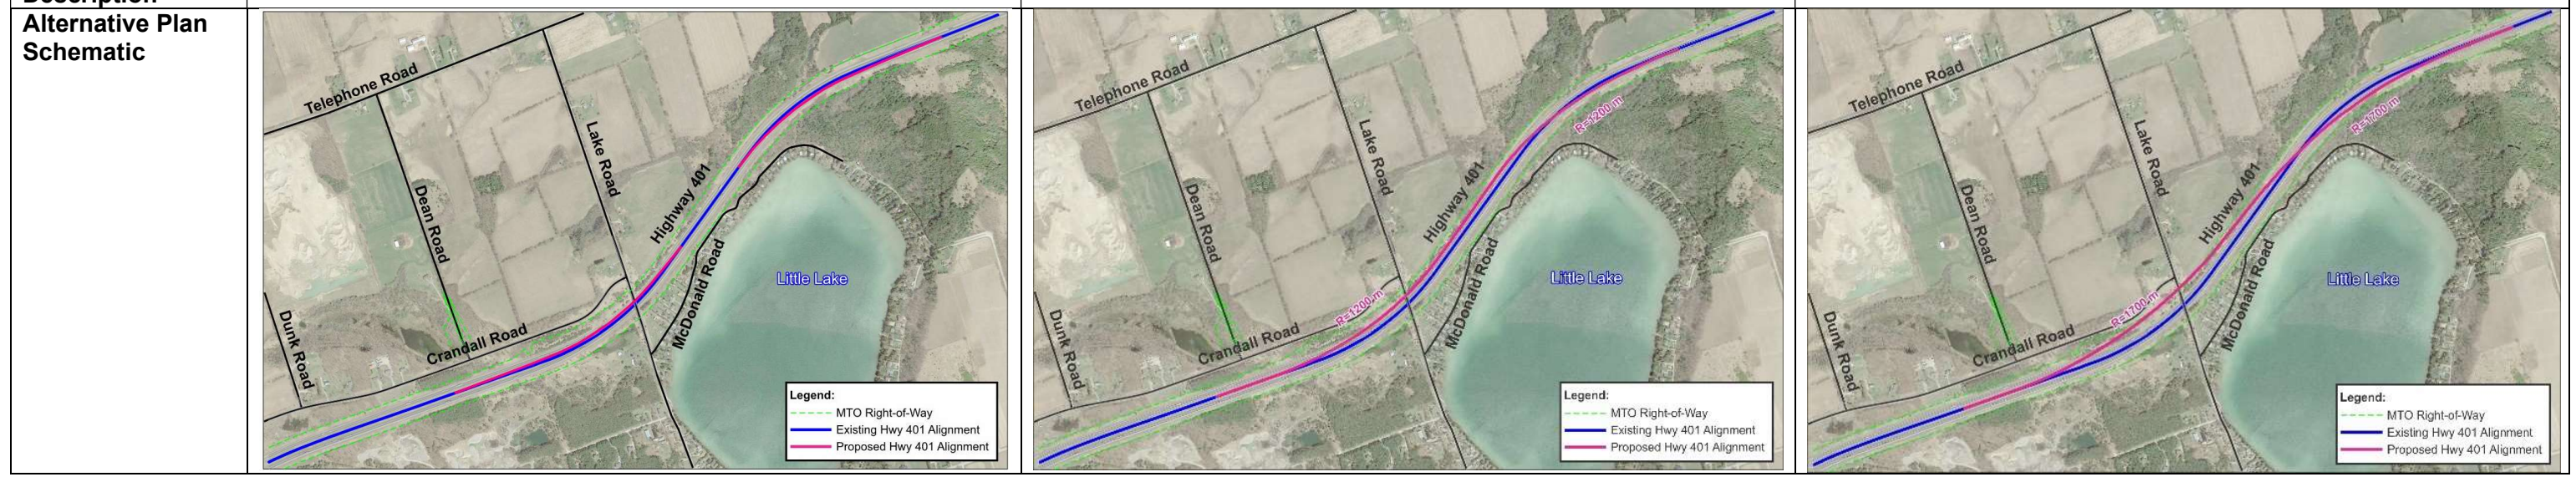 Description
Alternative Plan
Schematic
Telephone Road
Dean Road
Lake Road
Highway 401
McDonald Road
Crandall Road
Dunk Road
Little Lake
Legend:
MTO Right-of-Way
Existing Hwy 401 Alignment
Proposed Hwy 401 Alignment
Telephone Road
Dean Road
Lake Road
Highway 401
R=1200 m
McDonald Road
R=1200 m
Crandall Road
Dunk Road
Little Lake
Legend:
MTO Right-of-Way
Existing Hwy 401 Alignment
Proposed Hwy 401 Alignment
Telephone Road
Dean Road
Lake Road
Highway 401
R=1700 m
McDonald Road
R=1700 m
Crandall Road
Dunk Road
Little Lake
Legend:
MTO Right-of-Way
Existing Hwy 401 Alignment
Proposed Hwy 401 Alignment